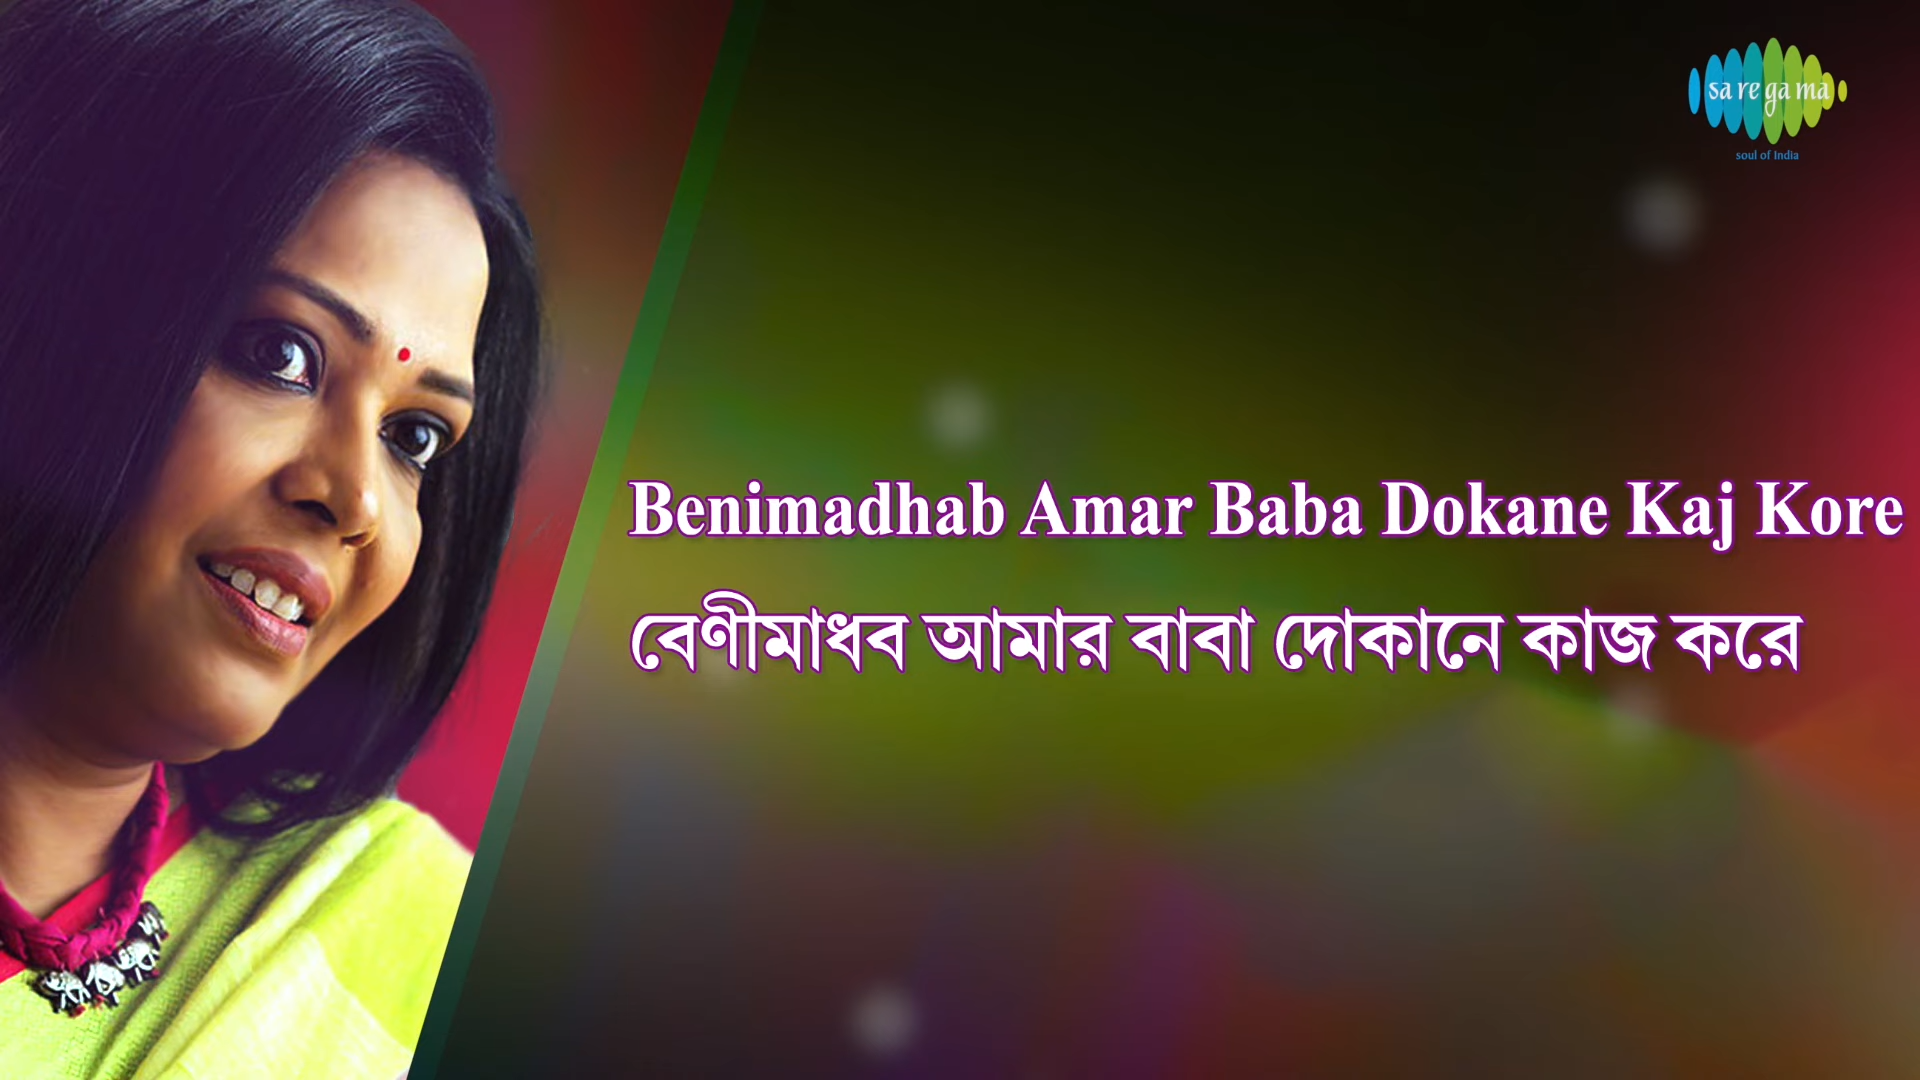 sa re ga ma
soul of India
Benimadhab Amar Baba Dokane Kaj Kore
বেণীমাধব আমার বাবা দোকানে কাজ করে